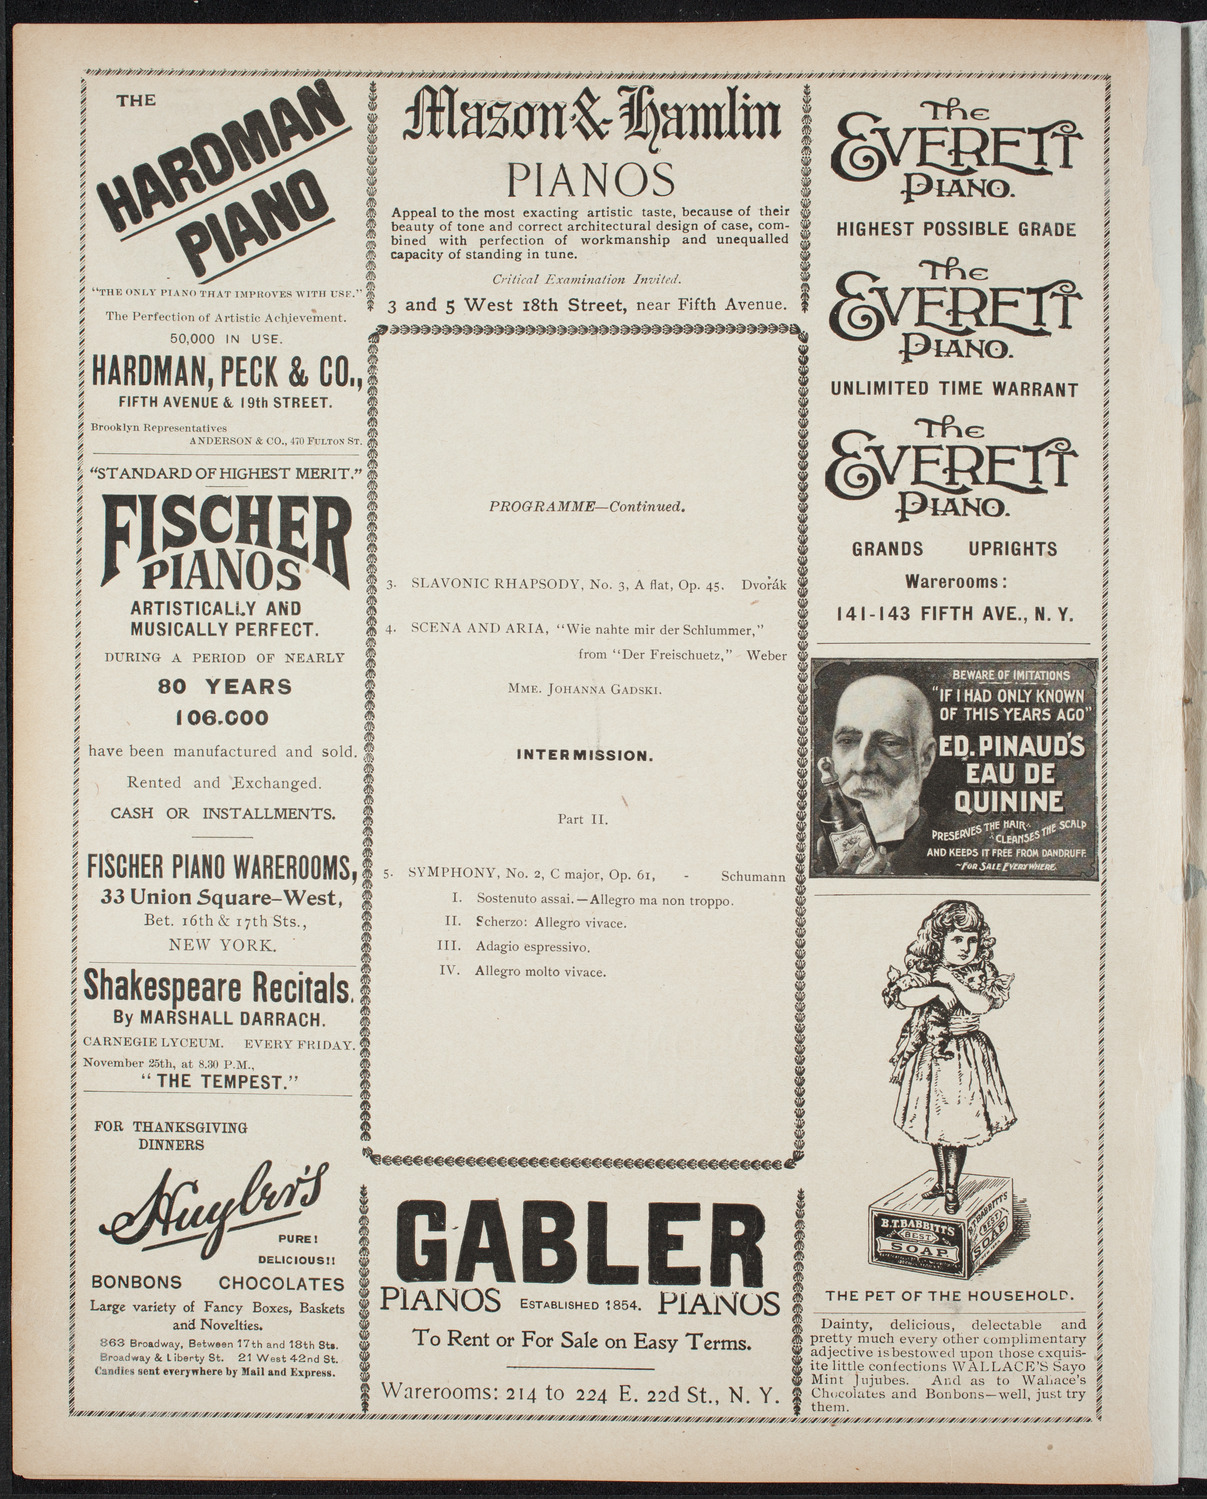 THE
HARDMAN
PIANO
"THE ONLY PIANO THAT IMPROVES WITH USE."
The Perfection of Artistic Achievement.
50,000 IN USE.
HARDMAN, PECK & CO.,
FIFTH AVENUE & 19th STREET.
Brooklyn Representatives
ANDERSON & CO., 470 FULTON ST.
"STANDARD OF HIGHEST MERIT."
FISCHER
PIANOS
ARTISTICALLY AND
MUSICALLY PERFECT.
DURING A PERIOD OF NEARLY
80 YEARS
106.000
have been manufactured and sold.
Rented and Exchanged.
CASH OR INSTALLMENTS.
FISCHER PIANO WAREROOMS,
33 Union Square-West,
Bet. 16th & 17th Sts.,
NEW YORK.
Shakespeare Recitals.
By MARSHALL DARRACH.
CARNEGIE LYCEUM. EVERY FRIDAY.
November 25th, at 8.30 P.M.,
"THE TEMPEST."
FOR THANKSGIVING
DINNERS
Huyler's
PURE!
DELICIOUS!!
BONBONS CHOCOLATES
Large variety of Fancy Boxes, Baskets
and Novelties.
863 Broadway, Between 17th and 18th Sts.
Broadway & Liberty St. 21 West 42nd St.
Candies sent everywhere by Mail and Express.
Mason & Hamlin
PIANOS
Appeal to the most exacting artistic taste, because of their
beauty of tone and correct architectural design of case, com-
bined with perfection of workmanship and unequalled
capacity of standing in tune.
Critical Examination Invited.
3 and 5 West 18th Street, near Fifth Avenue.
PROGRAMME—Continued.
3. SLAVONIC RHAPSODY, No. 3, A flat, Op. 45. Dvořák
4. SCENA AND ARIA, "Wie nahte mir der Schlummer,"
from "Der Freischuetz," Weber
MME. JOHANNA GADSKI.
INTERMISSION.
Part II.
5. SYMPHONY, No. 2, C major, Op. 61, - Schumann
I. Sostenuto assai.—Allegro ma non troppo.
II. Scherzo: Allegro vivace.
III. Adagio espressivo.
IV. Allegro molto vivace.
GABLER
PIANOS ESTABLISHED 1854. PIANOS
To Rent or For Sale on Easy Terms.
Warerooms: 214 to 224 E. 22d St., N. Y.
The
EVERETT
PIANO.
HIGHEST POSSIBLE GRADE
The
EVERETT
PIANO.
UNLIMITED TIME WARRANT
The
EVERETT
PIANO.
GRANDS UPRIGHTS
Warerooms:
141-143 FIFTH AVE., N. Y.
BEWARE OF IMITATIONS
"IF I HAD ONLY KNOWN
OF THIS YEARS AGO"
ED. PINAUD'S
EAU DE
QUININE
PRESERVES THE HAIR
CLEANSES THE SCALP
AND KEEPS IT FREE FROM DANDRUFF.
FOR SALE EVERYWHERE.
B.T. BABBITT'S
BEST
SOAP
B.T. BABBITT'S
BEST
SOAP
THE PET OF THE HOUSEHOLD.
Dainty, delicious, delectable and
pretty much every other complimentary
adjective is bestowed upon those exquis-
ite little confections WALLACE'S Sayo
Mint Jujubes. And as to Wallace's
Chocolates and Bonbons—well, just try
them.